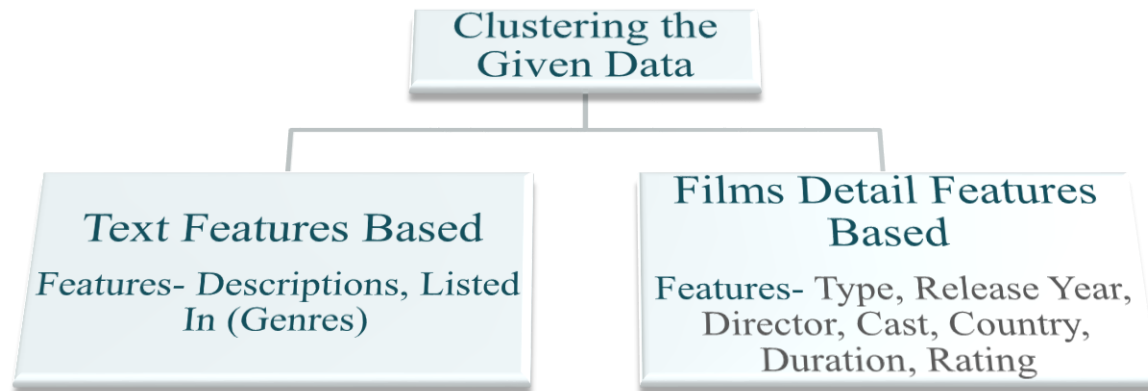 Clustering the
Given Data
Text Features Based
Features- Descriptions, Listed
In (Genres)
Films Detail Features
Based
Features- Type, Release Year,
Director, Cast, Country,
Duration, Rating